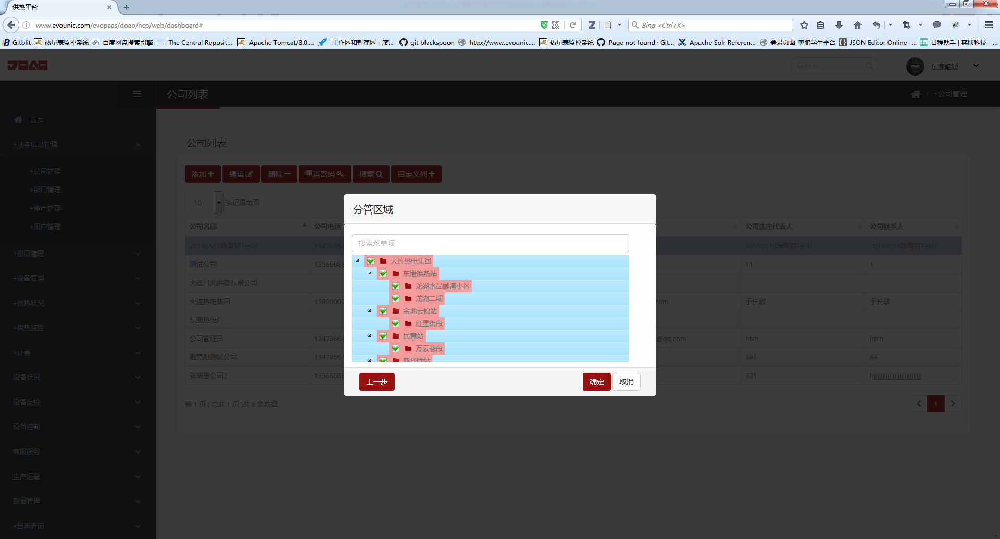 供热平台
www.evounic.com/evopaas/doao/hcp/web/dashboard#
Bing <Ctrl+K>
Gitblit 热量表监控系统 百度网盘搜索引擎 The Central Reposit... Apache Tomcat/8.0.... 工作区和暂存区 - 廖... git blackspoon http://www.evounic.... 热量表监控系统 Page not found · Git... Apache Solr Referen... 登录页面-奥鹏学生平台 JSON Editor Online -... 日程助手 | 弈博科技 - ...
DOAO
Search...
东澳能源
公司列表
/ +公司管理
首页
+基本信息管理
+公司管理
+部门管理
+角色管理
+用户管理
+资源管理
+设备管理
+供热状况
+供热监控
+计费
设备状况
设备监控
设备控制
客服服务
生产运营
数据管理
+日志查询
公司列表
添加 编辑 删除 重置密码 搜索 自定义列
10 条记录每页
公司名称 公司电话 公司法定代表人 公司联系人
20160518陈雪娇Test/ 1347866 20160518陈雪娇Test/ 20160518陈雪娇Test/
测试公司 1356668 11 1
大连昌元供暖有限公司
大连热电集团 1380000 com 于长敏 于长敏
东澳热电厂
公司管理员 1347866 @qq.com htrh htrh
匙亮旭测试公司 1347866 aa1 aa
张绍朋公司2 1356668 321
第 1 页 ( 总共 1 页 )共 8 条数据
1
分管区域
搜索菜单项
大连热电集团
东港换热站
龙湖水晶郦湾小区
龙湖二期
金地云锦站
红星街段
民意站
万云巷段
新华联站
上一步
确定 取消